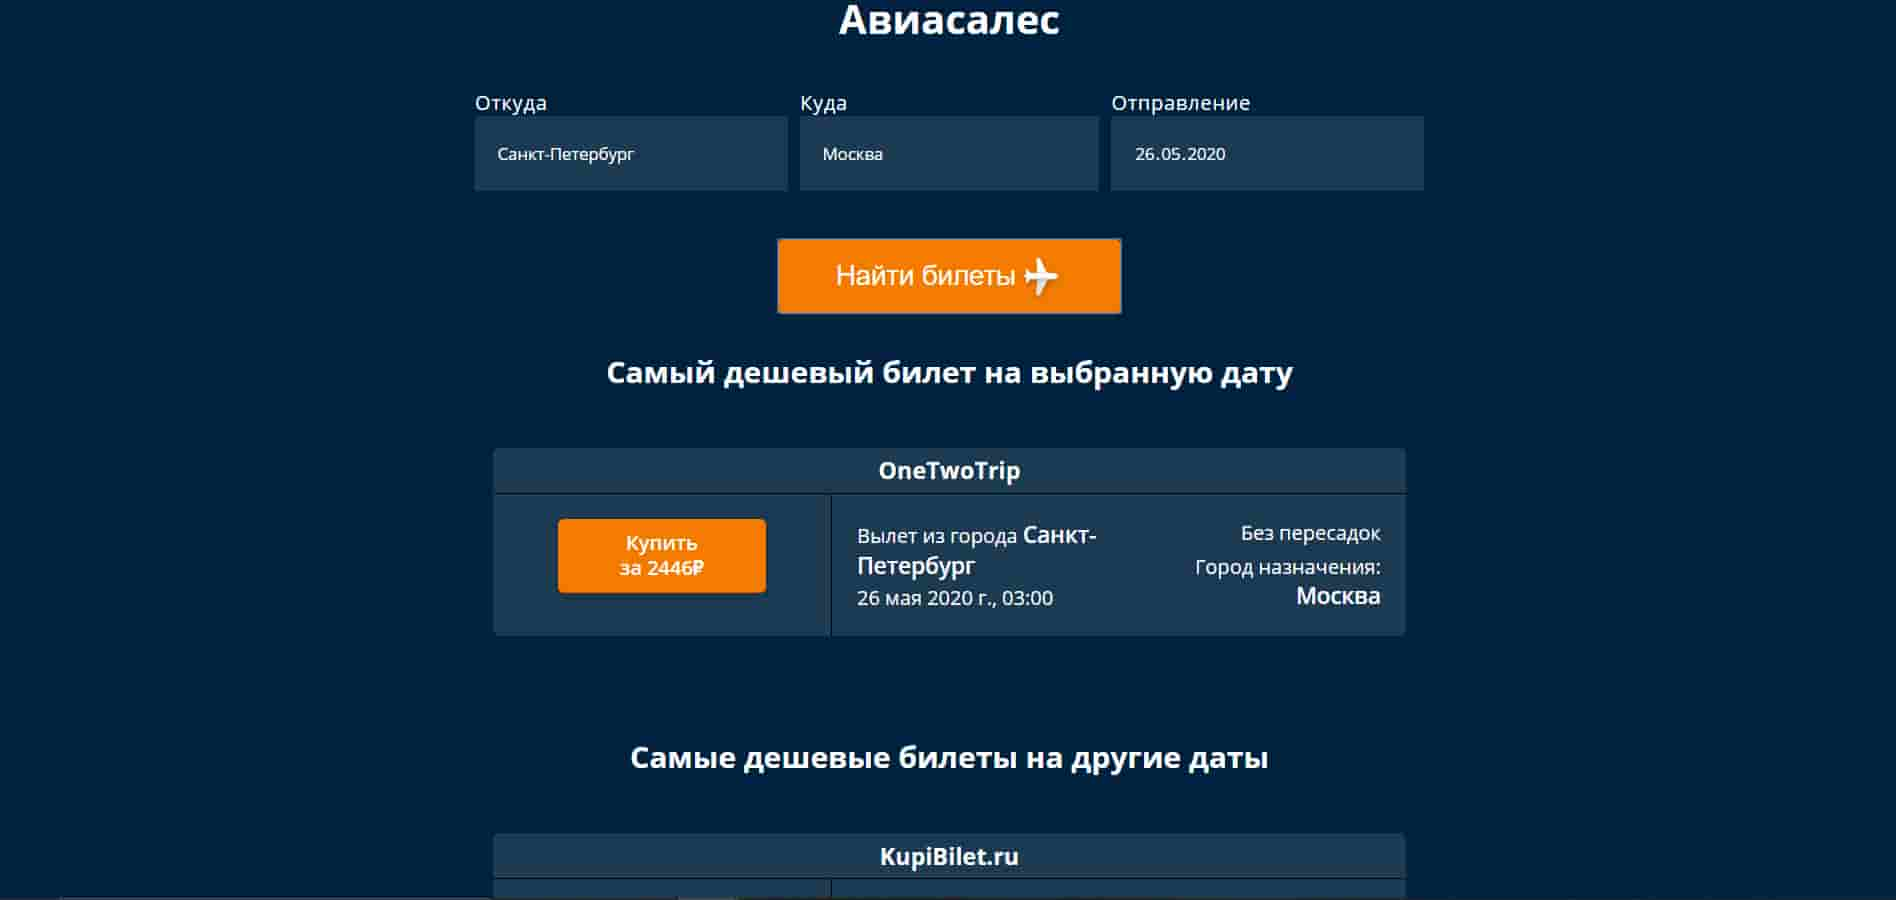 Авиасалес
Откуда
Куда
Отправление
Санкт-Петербург
Москва
26.05.2020
Найти билеты
Самый дешевый билет на выбранную дату
OneTwoTrip
Купить
за 2446₽
Вылет из города Санкт-
Петербург
26 мая 2020 г., 03:00
Без пересадок
Город назначения:
Москва
Самые дешевые билеты на другие даты
KupiBilet.ru